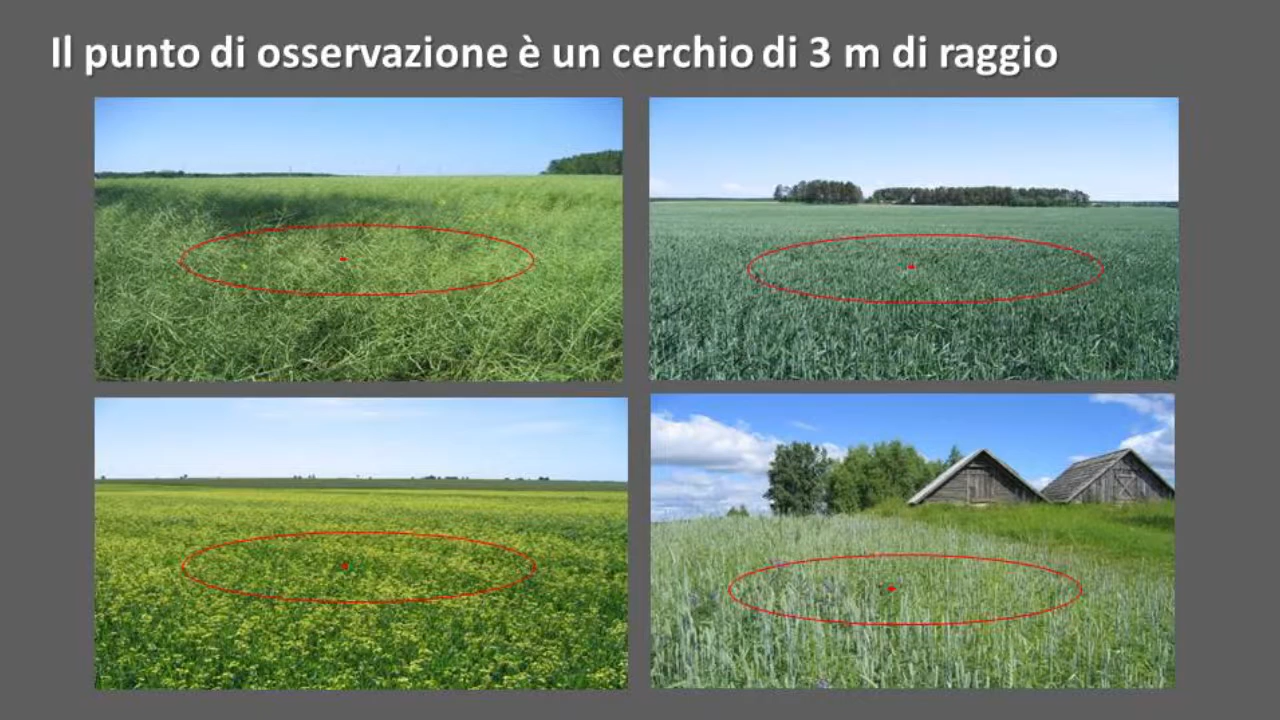 Il punto di osservazione è un cerchio di 3 m di raggio